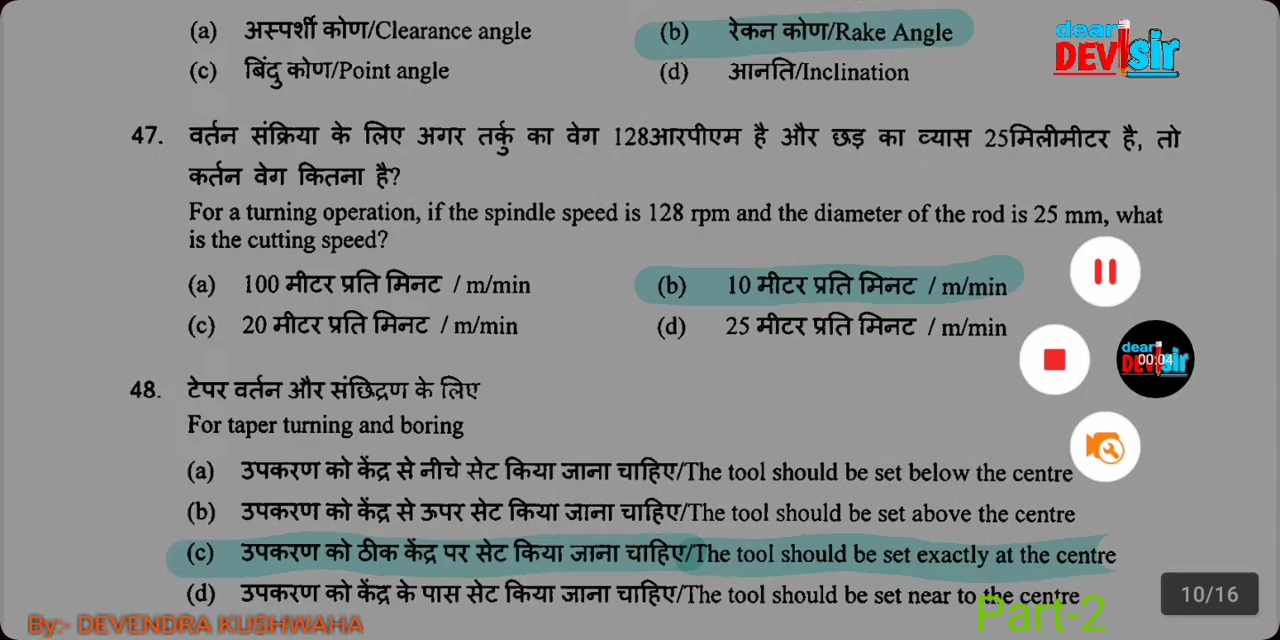 (a) अस्पर्शी कोण/Clearance angle (b) रेकन कोण/Rake Angle
(c) बिंदु कोण/Point angle (d) आनति/Inclination
dear
DEV sir
47. वर्तन संक्रिया के लिए अगर तर्कु का वेग 128आरपीएम है और छड़ का व्यास 25मिलीमीटर है, तो
कर्तन वेग कितना है?
For a turning operation, if the spindle speed is 128 rpm and the diameter of the rod is 25 mm, what
is the cutting speed?
(a) 100 मीटर प्रति मिनट / m/min (b) 10 मीटर प्रति मिनट / m/min
(c) 20 मीटर प्रति मिनट / m/min (d) 25 मीटर प्रति मिनट / m/min
dear
DEV sir
00:04
48. टेपर वर्तन और संछिद्रण के लिए
For taper turning and boring
(a) उपकरण को केंद्र से नीचे सेट किया जाना चाहिए/The tool should be set below the centre
(b) उपकरण को केंद्र से ऊपर सेट किया जाना चाहिए/The tool should be set above the centre
(c) उपकरण को ठीक केंद्र पर सेट किया जाना चाहिए/The tool should be set exactly at the centre
(d) उपकरण को केंद्र के पास सेट किया जाना चाहिए/The tool should be set near to the centre
10/16
Part-2
By:- DEVENDRA KUSHWAHA